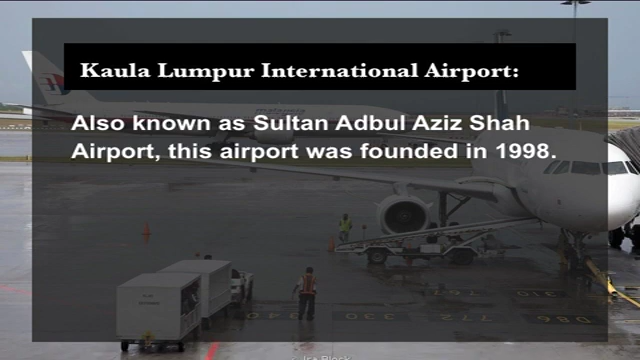 Kaula Lumpur International Airport:
Also known as Sultan Adbul Aziz Shah
Airport, this airport was founded in 1998.